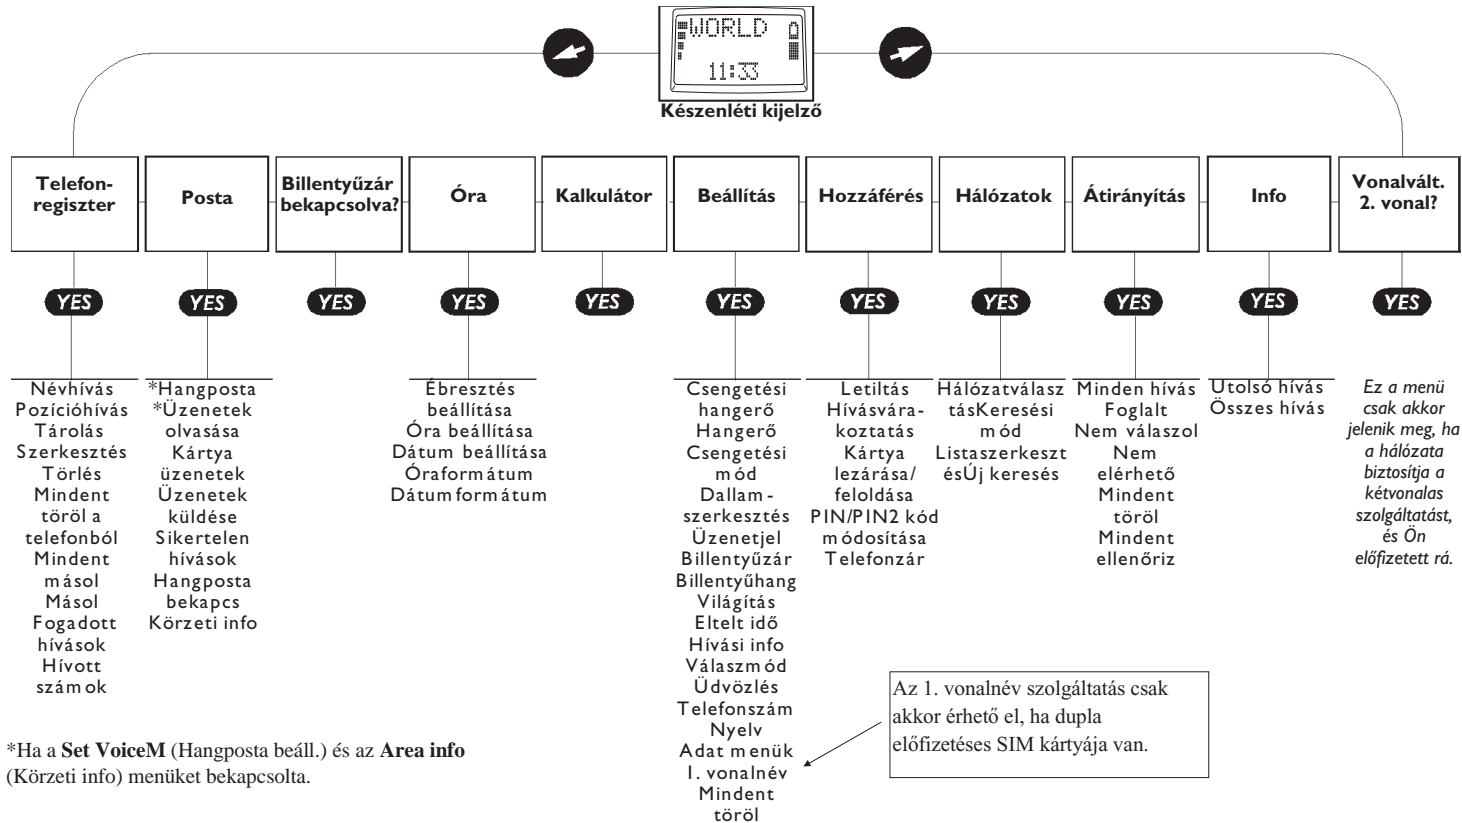 WORLD
11:33
Készenléti kijelző
Telefon-
regiszter
Posta
Billentyűzár
bekapcsolva?
Óra
Kalkulátor
Beállítás
Hozzáférés
Hálózatok
Átirányítás
Info
Vonalvált.
2. vonal?
YES
YES
YES
YES
YES
YES
YES
YES
YES
YES
YES
Névhívás
Pozícióhívás
Tárolás
Szerkesztés
Törlés
Mindent
töröl a
telefonból
Mindent
másol
Másol
Fogadott
hívások
Hívott
számok
*Hangposta
*Üzenetek
olvasása
Kártya
üzenetek
Üzenetek
küldése
Sikertelen
hívások
Hangposta
bekapcs
Körzeti info
Ébresztés
beállítása
Óra beállítása
Dátum beállítása
Óraformátum
Dátumformátum
Csengetési
hangerő
Hangerő
Csengetési
mód
Dallam-
szerkesztés
Üzenetjel
Billentyűzár
Billentyűhang
Világítás
Eltelt idő
Hívási info
Válaszmód
Üdvözlés
Telefonszám
Nyelv
Adat menük
1. vonalnév
Mindent
töröl
Letiltás
Hívásvára-
koztatás
Kártya
lezárása/
feloldása
PIN/PIN2 kód
módosítása
Telefonzár
Hálózatválasz
tásKeresési
mód
Listaszerkeszt
ésÚj keresés
Minden hívás
Foglalt
Nem válaszol
Nem
elérhető
Mindent
töröl
Mindent
ellenőriz
Utolsó hívás
Összes hívás
Ez a menü
csak akkor
jelenik meg, ha
a hálózata
biztosítja a
kétvonalas
szolgáltatást,
és Ön
előfizetett rá.
Az 1. vonalnév szolgáltatás csak
akkor érhető el, ha dupla
előfizetéses SIM kártyája van.
*Ha a Set VoiceM (Hangposta beáll.) és az Area info
(Körzeti info) menüket bekapcsolta.